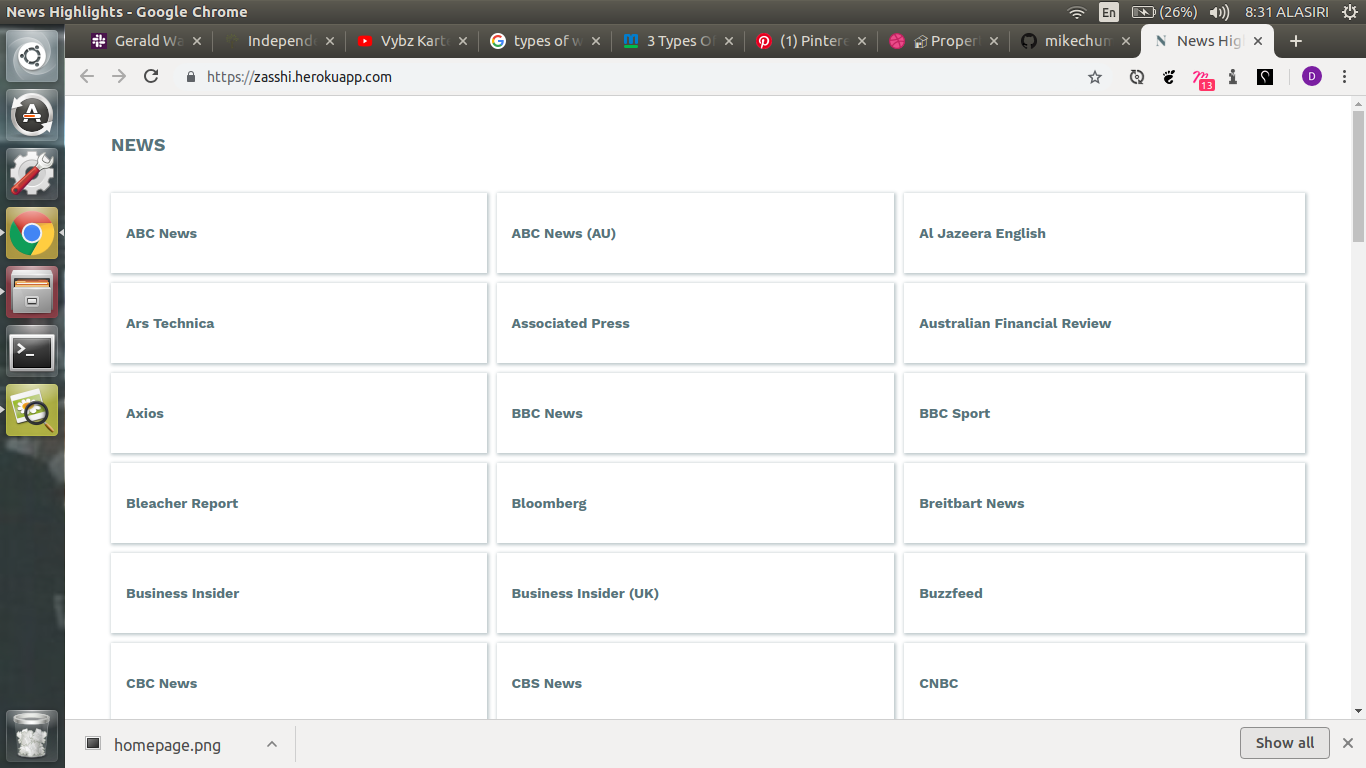 News Highlights - Google Chrome
En (26%) 8:31 ALASIRI
Gerald Wa Independ Vybz Kart types of w 3 Types O (1) Pinter Proper mikechum News Hig
https://zasshi.herokuapp.com
13 D
NEWS
ABC News ABC News (AU) Al Jazeera English
Ars Technica Associated Press Australian Financial Review
Axios BBC News BBC Sport
Bleacher Report Bloomberg Breitbart News
Business Insider Business Insider (UK) Buzzfeed
CBC News CBS News CNBC
homepage.png Show all